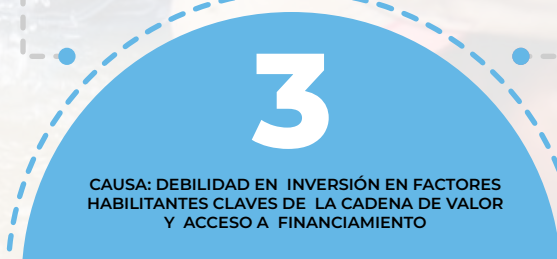 3
CAUSA: DEBILIDAD EN INVERSIÓN EN FACTORES
HABILITANTES CLAVES DE LA CADENA DE VALOR
Y ACCESO A FINANCIAMIENTO